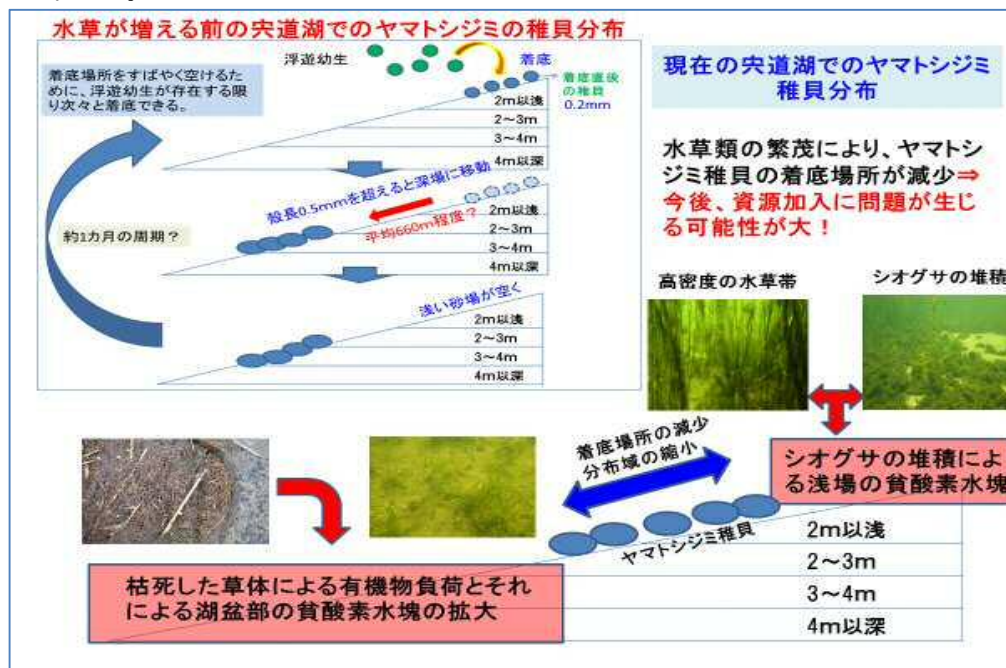 水草が増える前の宍道湖でのヤマトシジミの稚貝分布
浮遊幼生
着底
着底場所をすばやく空けるた
めに、浮遊幼生が存在する限
り次々と着底できる。
着底直後
の稚貝
0.2mm
2m以浅
2～3m
3～4m
4m以深
殻長0.5mmを超えると深場に移動
平均660m程度？
2m以浅
2～3m
3～4m
4m以深
約1カ月の周期？
浅い砂場が空く
2m以浅
2～3m
3～4m
4m以深
現在の宍道湖でのヤマトシジミ
稚貝分布
水草類の繁茂により、ヤマトシ
ジミ稚貝の着底場所が減少⇒
今後、資源加入に問題が生じ
る可能性が大！
高密度の水草帯
シオグサの堆積
着底場所の減少
分布域の縮小
シオグサの堆積によ
る浅場の貧酸素水塊
ヤマトシジミ稚貝
2m以浅
2～3m
3～4m
4m以深
枯死した草体による有機物負荷とそれ
による湖盆部の貧酸素水塊の拡大